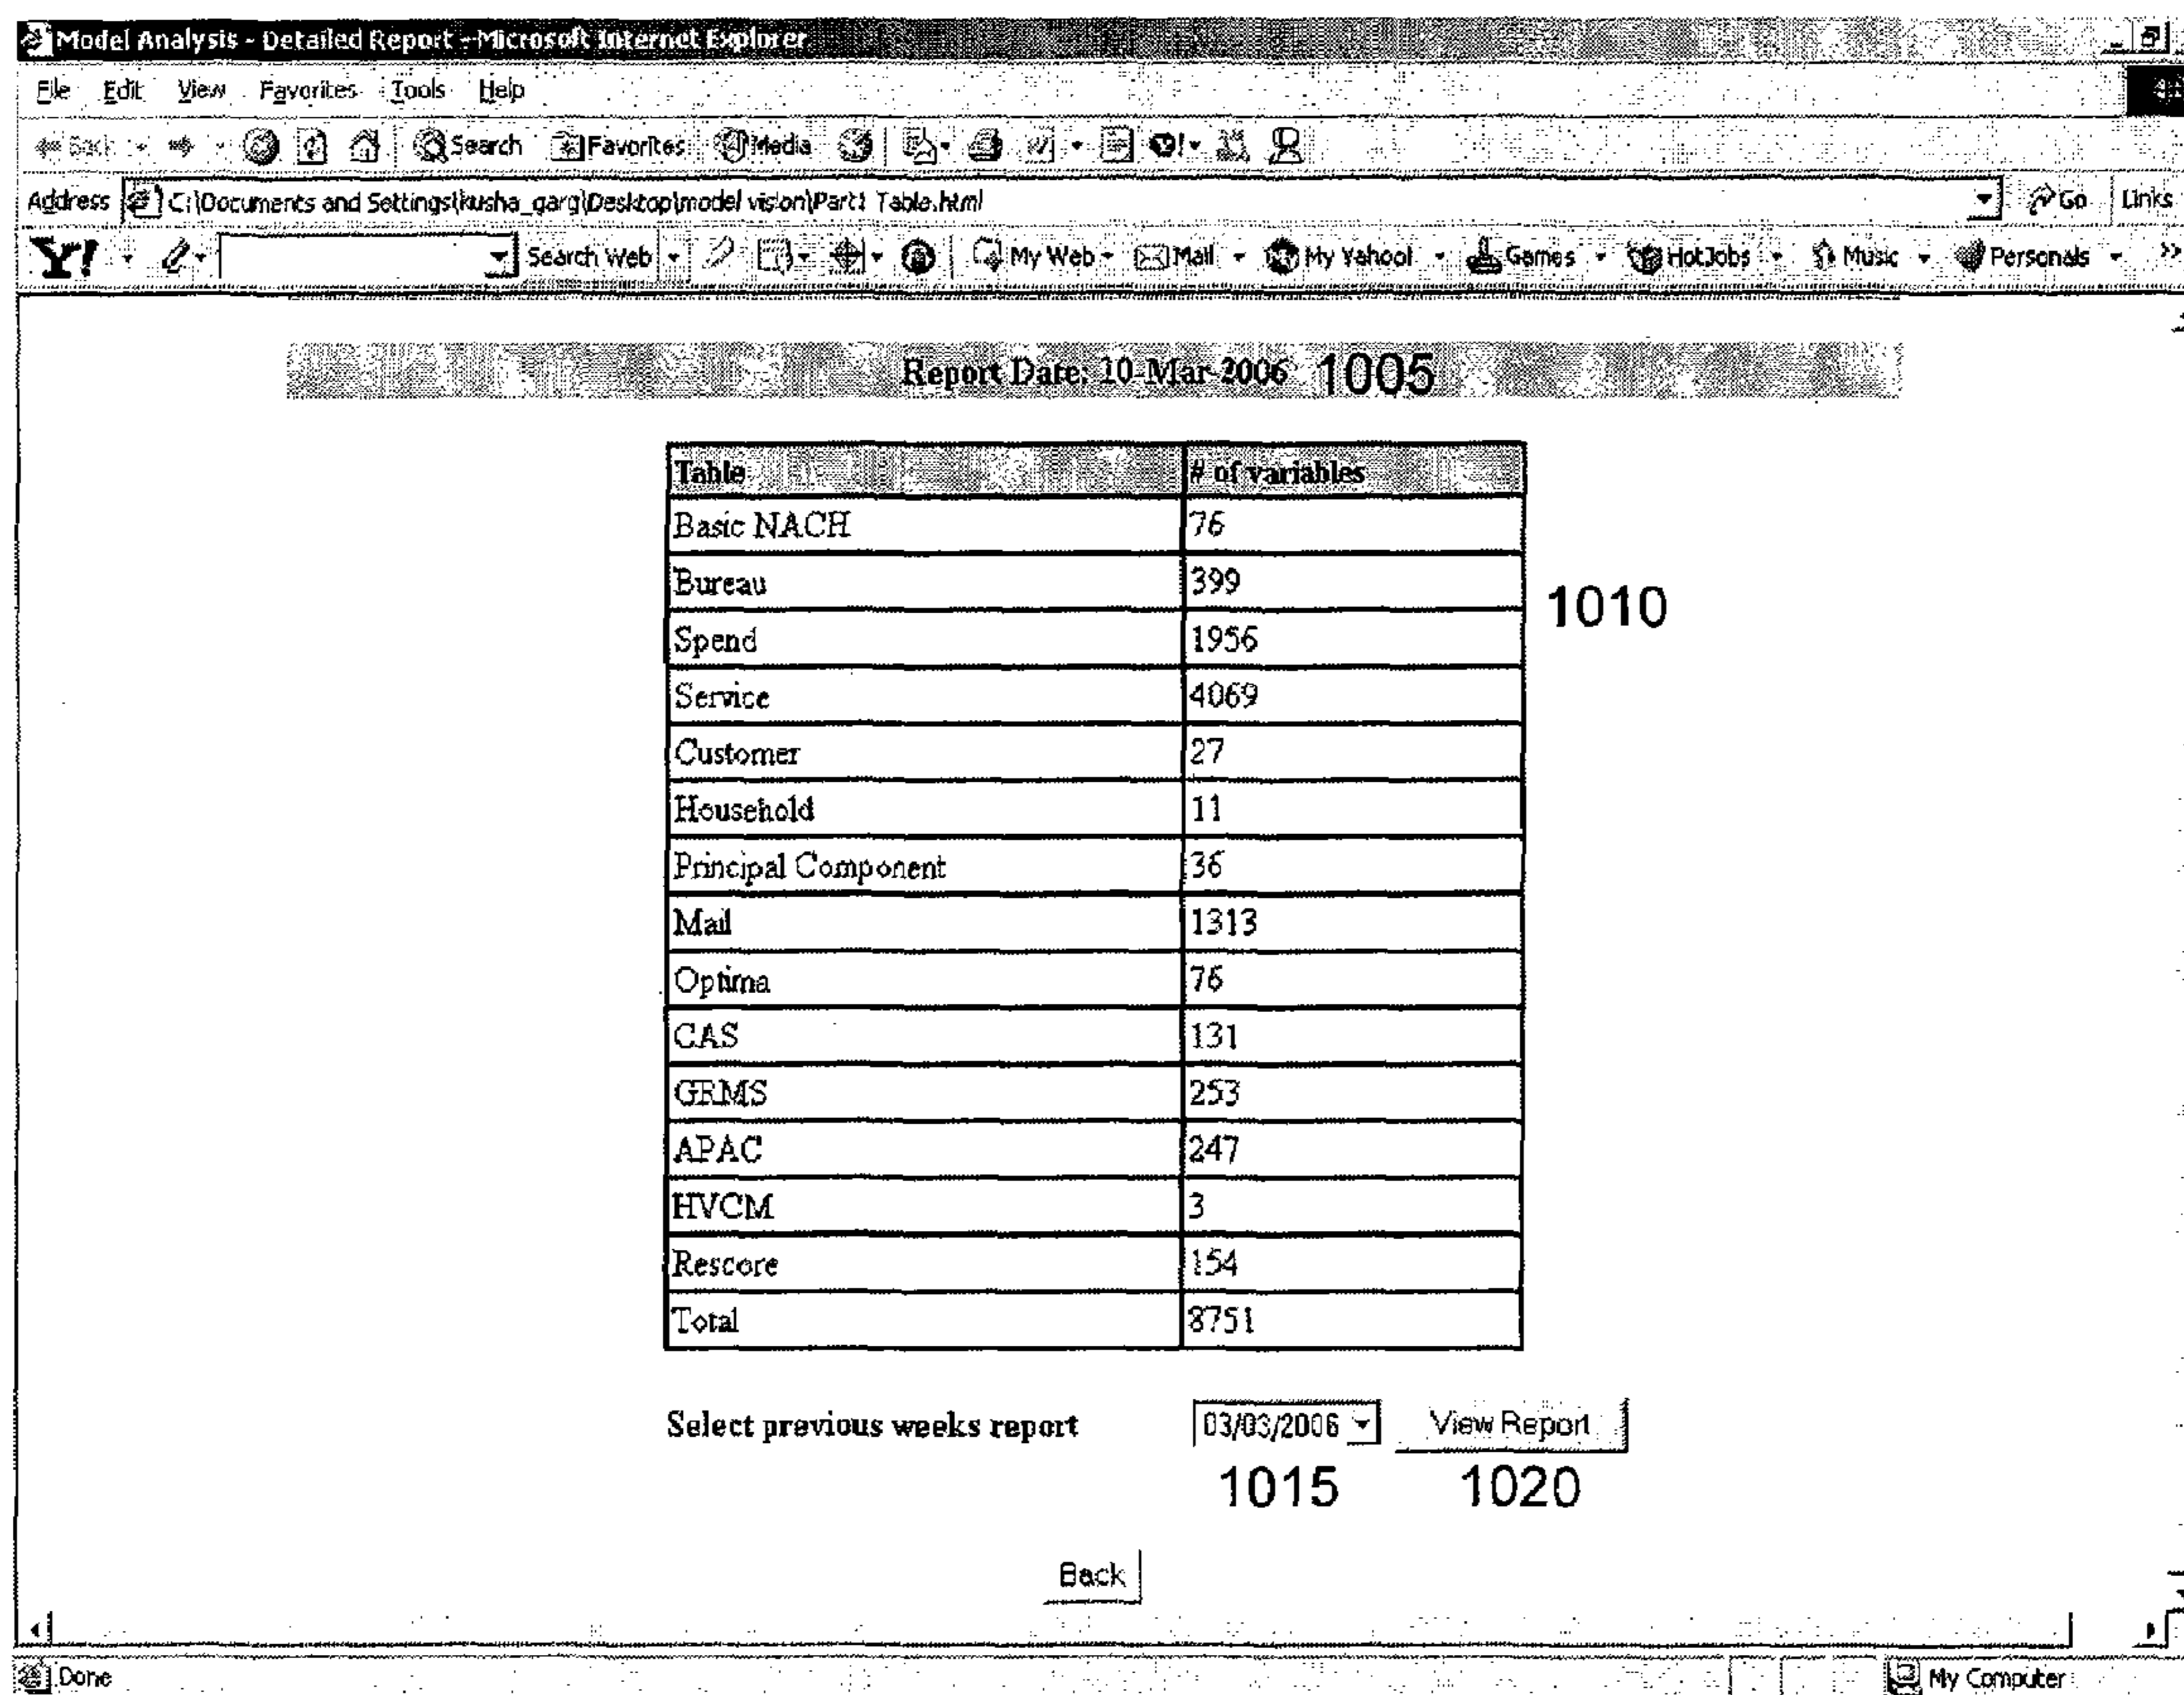 Model Analysis - Detailed Report - Microsoft Internet Explorer
File Edit View Favorites Tools Help
Back Search Favorites Media
Address C:\Documents and Settings\kusha_garg\Desktop\model vision\Part1 Table.html Go Links
Y! Search Web My Web Mail My Yahoo! Games HotJobs Music Personals >>
Report Date: 10-Mar-2006 1005
Table # of variables
Basic NACH 76
Bureau 399
1010
Spend 1956
Service 4069
Customer 27
Household 11
Principal Component 36
Mail 1313
Optima 76
CAS 131
GRMS 253
APAC 247
HVCM 3
Rescore 154
Total 8751
Select previous weeks report 03/03/2006 View Report
1015 1020
Back
Done My Computer